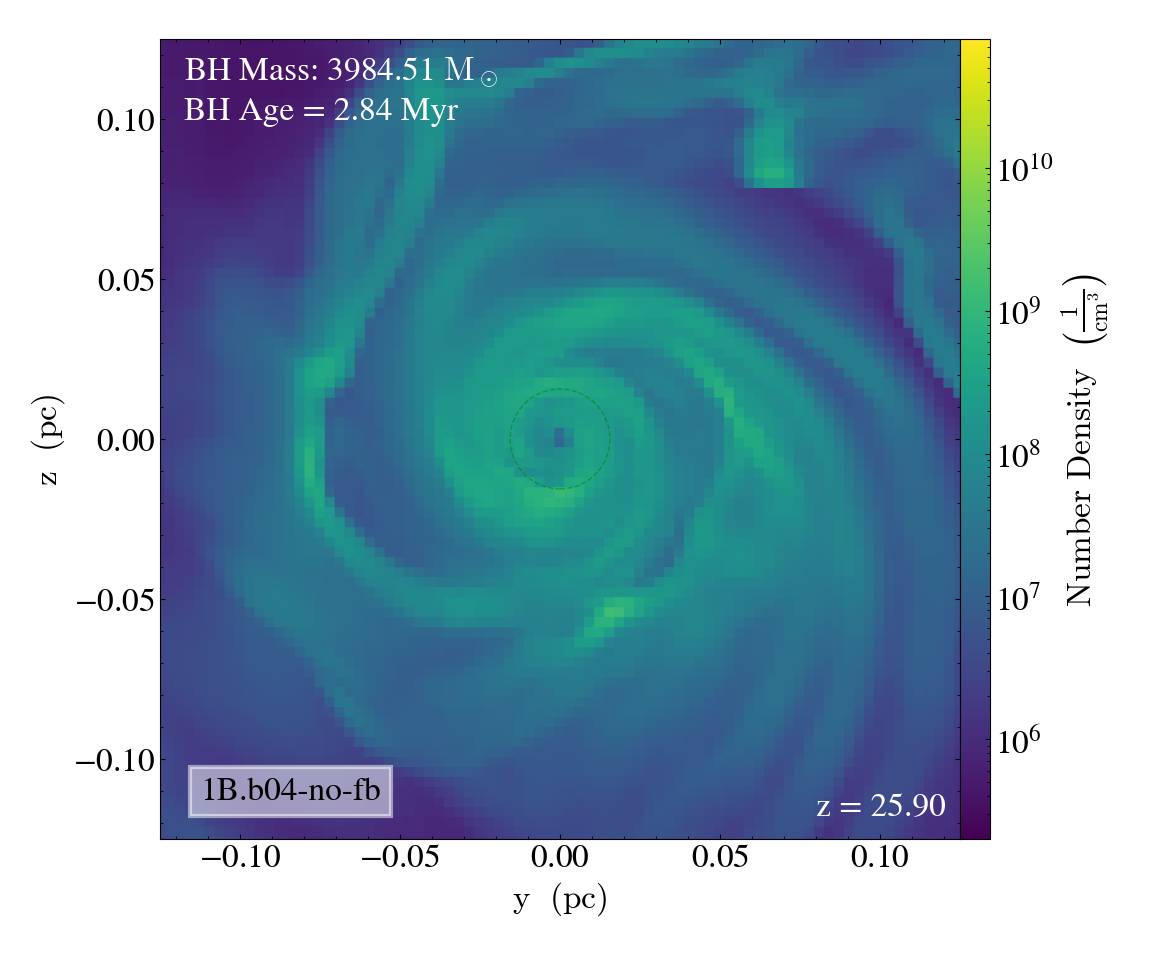 BH Mass: 3984.51 M⊙
BH Age = 2.84 Myr
0.10
0.05
0.00
−0.05
−0.10
z (pc)
1B.b04-no-fb
z = 25.90
−0.10 −0.05 0.00 0.05 0.10
y (pc)
10¹⁰
10⁹
10⁸
10⁷
10⁶
Number Density (1/cm³)